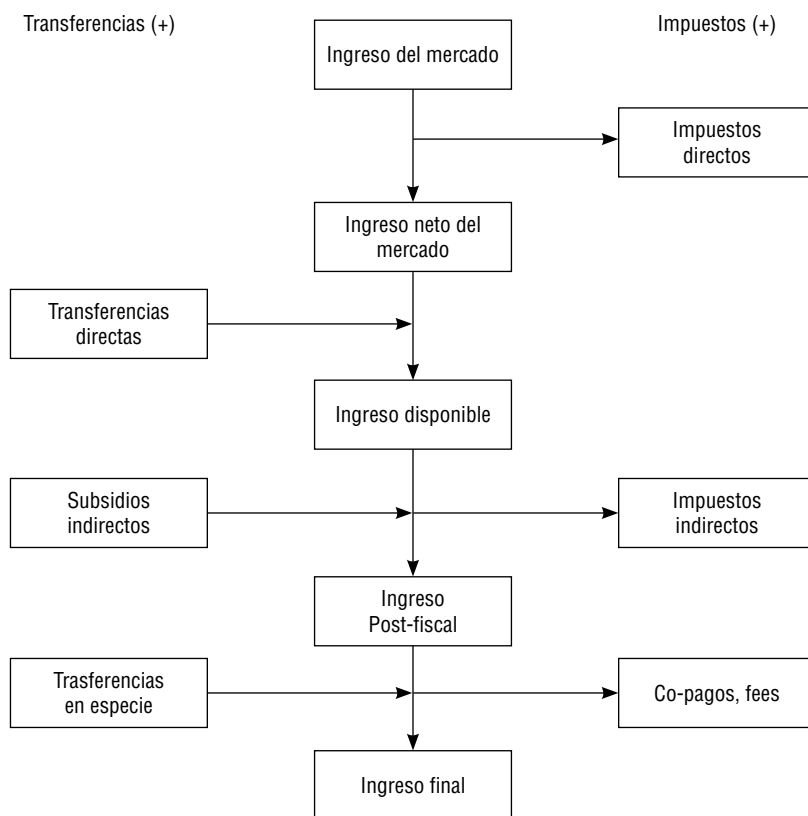 Transferencias (+)
Impuestos (+)
Ingreso del mercado
Impuestos
directos
Ingreso neto del
mercado
Transferencias
directas
Ingreso disponible
Subsidios
indirectos
Impuestos
indirectos
Ingreso
Post-fiscal
Trasferencias
en especie
Co-pagos, fees
Ingreso final